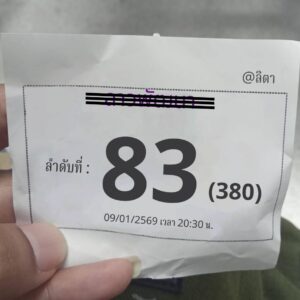 @ลิตา
ลำดับที่ : 83 (380)
09/01/2569 เวลา 20:30 น.